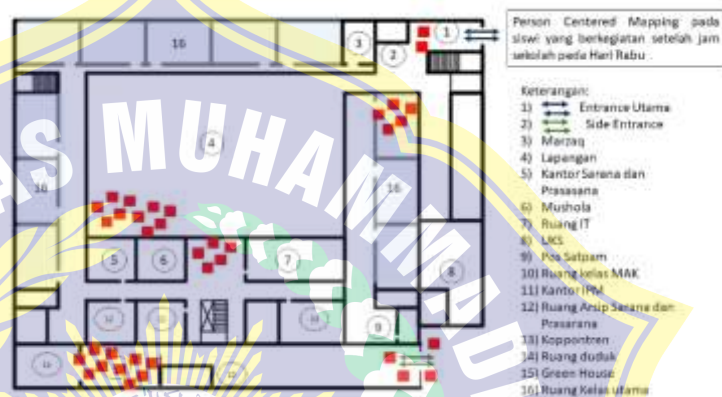 Person Centered Mapping pada
siswi yang berkegiatan setelah jam
sekolah pada Hari Rabu
Keterangan:
1) Entrance Utama
2) Side Entrance
3) Marzaq
4) Lapangan
5) Kantor Sarana dan
Prasasana
6) Mushola
7) Ruang IT
8) UKS
9) Pos Satpam
10) Ruang kelas MAK
11) Kantor IPM
12) Ruang Arsip Sarana dan
Prasarana
13) Koppontren
14) Ruang duduk
15) Green House
16) Ruang Kelas utama
16
3
1
2
4
16
16
5
6
7
8
9
AS MUHAMMAD